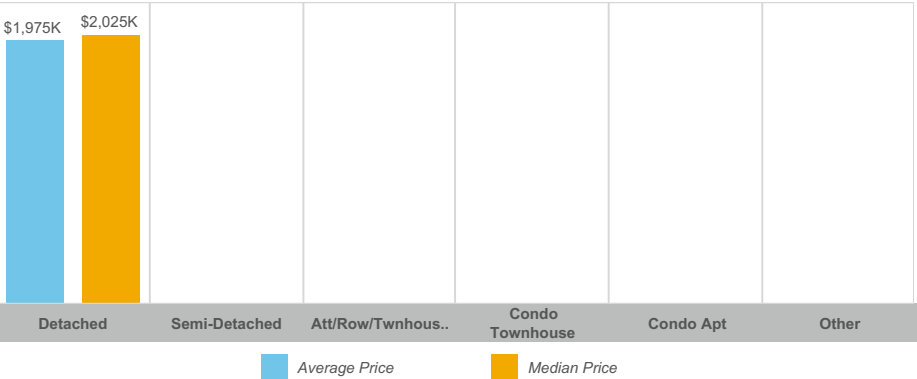 $1,975K
$2,025K
Detached
Semi-Detached
Att/Row/Twnhous..
Condo
Townhouse
Condo Apt
Other
Average Price
Median Price